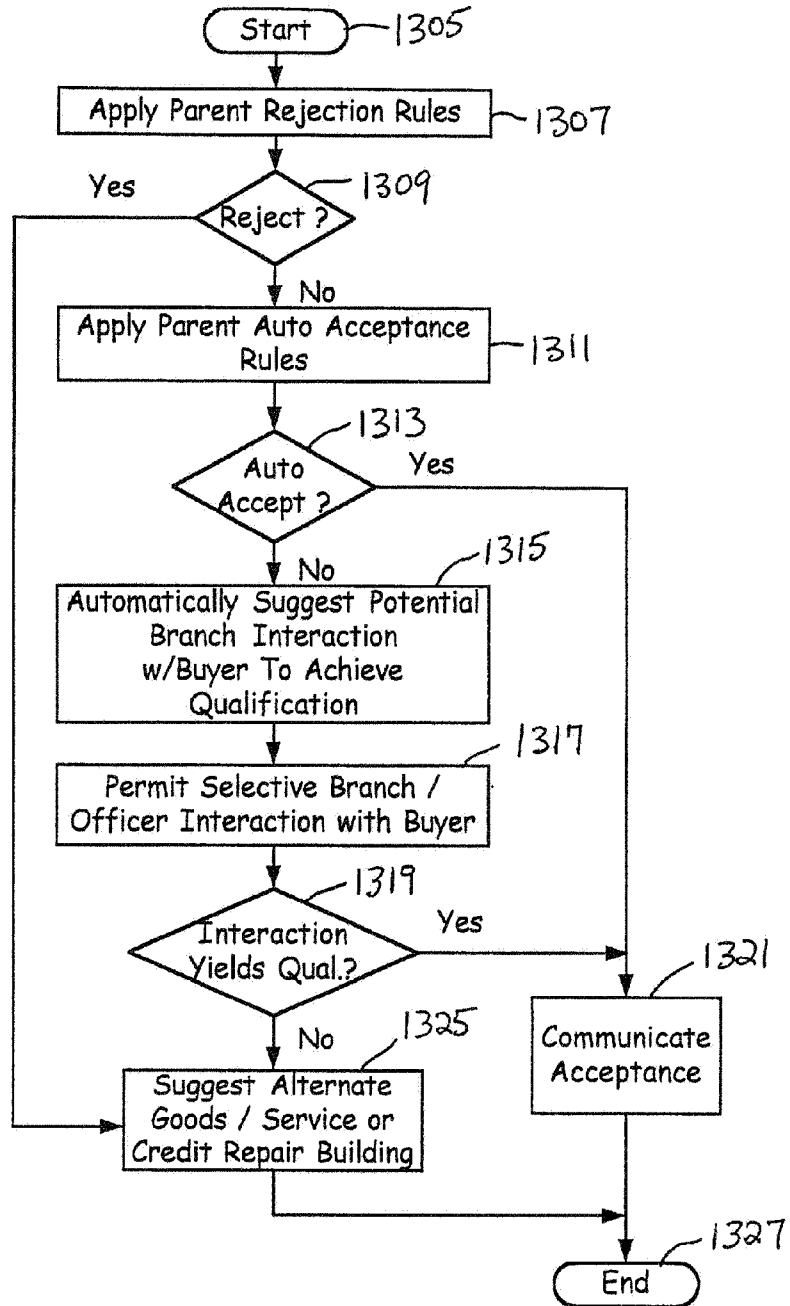 Start
1305
Apply Parent Rejection Rules
1307
Yes
1309
Reject ?
No
Apply Parent Auto Acceptance
Rules
1311
1313
Auto
Accept ?
Yes
No
1315
Automatically Suggest Potential
Branch Interaction
w/Buyer To Achieve
Qualification
1317
Permit Selective Branch /
Officer Interaction with Buyer
1319
Interaction
Yields Qual.?
Yes
1321
No
1325
Communicate
Acceptance
Suggest Alternate
Goods / Service or
Credit Repair Building
1327
End